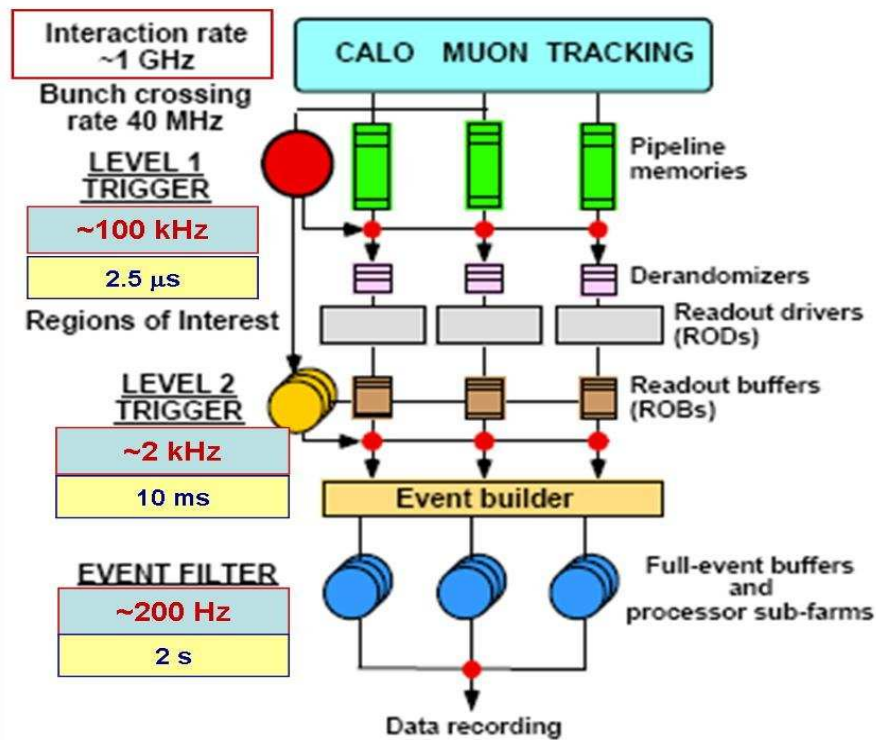 Interaction rate
~1 GHz
CALO MUON TRACKING
Bunch crossing
rate 40 MHz
LEVEL 1
TRIGGER
Pipeline
memories
~100 kHz
2.5 μs
Derandomizers
Regions of Interest
Readout drivers
(RODs)
LEVEL 2
TRIGGER
Readout buffers
(ROBs)
~2 kHz
10 ms
Event builder
EVENT FILTER
Full-event buffers
and
processor sub-farms
~200 Hz
2 s
Data recording